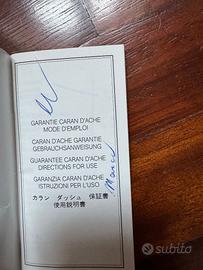 GARANTIE CARAN D'ACHE
MODE D'EMPLOI
CARAN D'ACHE GARANTIE
GEBRAUCHSANWEISUNG
GUARANTEE CARAN D'ACHE
DIRECTIONS FOR USE
GARANZIA CARAN D'ACHE
ISTRUZIONI PER L'USO
カラン ダッシュ 保証書
使用説明書
subito